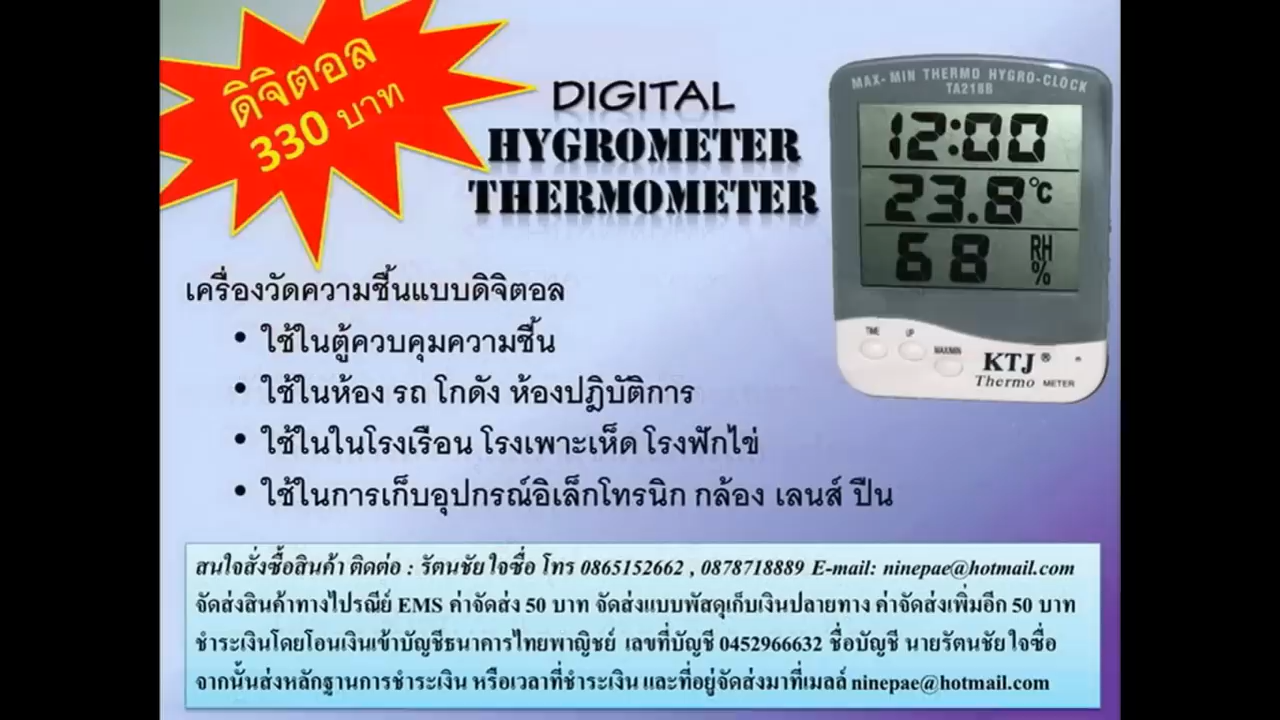 ดิจิตอล
330 บาท
DIGITAL
HYGROMETER
THERMOMETER
MAX- MIN THERMO HYGRO-CLOCK
TA218B
12:00
23.8 °C
68 RH %
TIME UP MAX/MIN
KTJ ®
Thermo METER
เครื่องวัดความชื้นแบบดิจิตอล
• ใช้ในตู้ควบคุมความชื้น
• ใช้ในห้อง รถ โกดัง ห้องปฎิบัติการ
• ใช้ในในโรงเรือน โรงเพาะเห็ด โรงฟักไข่
• ใช้ในการเก็บอุปกรณ์อิเล็กโทรนิก กล้อง เลนส์ ปืน
สนใจสั่งซื้อสินค้า ติดต่อ : รัตนชัย ใจซื่อ โทร 0865152662 , 0878718889 E-mail: ninepae@hotmail.com
จัดส่งสินค้าทางไปรณีย์ EMS ค่าจัดส่ง 50 บาท จัดส่งแบบพัสดุเก็บเงินปลายทาง ค่าจัดส่งเพิ่มอีก 50 บาท
ชำระเงินโดยโอนเงินเข้าบัญชีธนาคารไทยพาญิชย์ เลขที่บัญชี 0452966632 ชื่อบัญชี นายรัตนชัย ใจซื่อ
จากนั้นส่งหลักฐานการชำระเงิน หรือเวลาที่ชำระเงิน และที่อยู่จัดส่งมาที่เมลล์ ninepae@hotmail.com